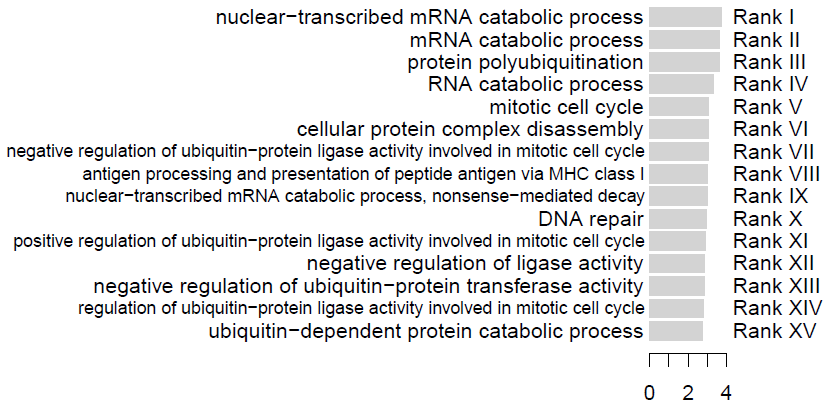 nuclear−transcribed mRNA catabolic process Rank I
mRNA catabolic process Rank II
protein polyubiquitination Rank III
RNA catabolic process Rank IV
mitotic cell cycle Rank V
cellular protein complex disassembly Rank VI
negative regulation of ubiquitin−protein ligase activity involved in mitotic cell cycle Rank VII
antigen processing and presentation of peptide antigen via MHC class I Rank VIII
nuclear−transcribed mRNA catabolic process, nonsense−mediated decay Rank IX
DNA repair Rank X
positive regulation of ubiquitin−protein ligase activity involved in mitotic cell cycle Rank XI
negative regulation of ligase activity Rank XII
negative regulation of ubiquitin−protein transferase activity Rank XIII
regulation of ubiquitin−protein ligase activity involved in mitotic cell cycle Rank XIV
ubiquitin−dependent protein catabolic process Rank XV
0 2 4